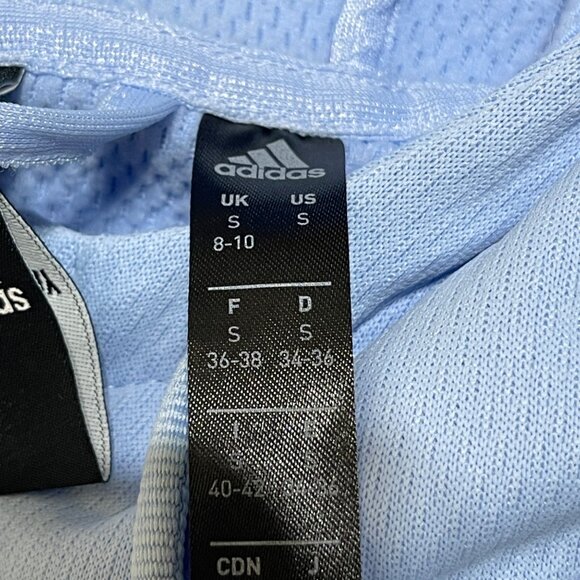 adidas
UK US
S S
8-10
F D
S S
36-38 34-36
I
S
40-42
CDN J